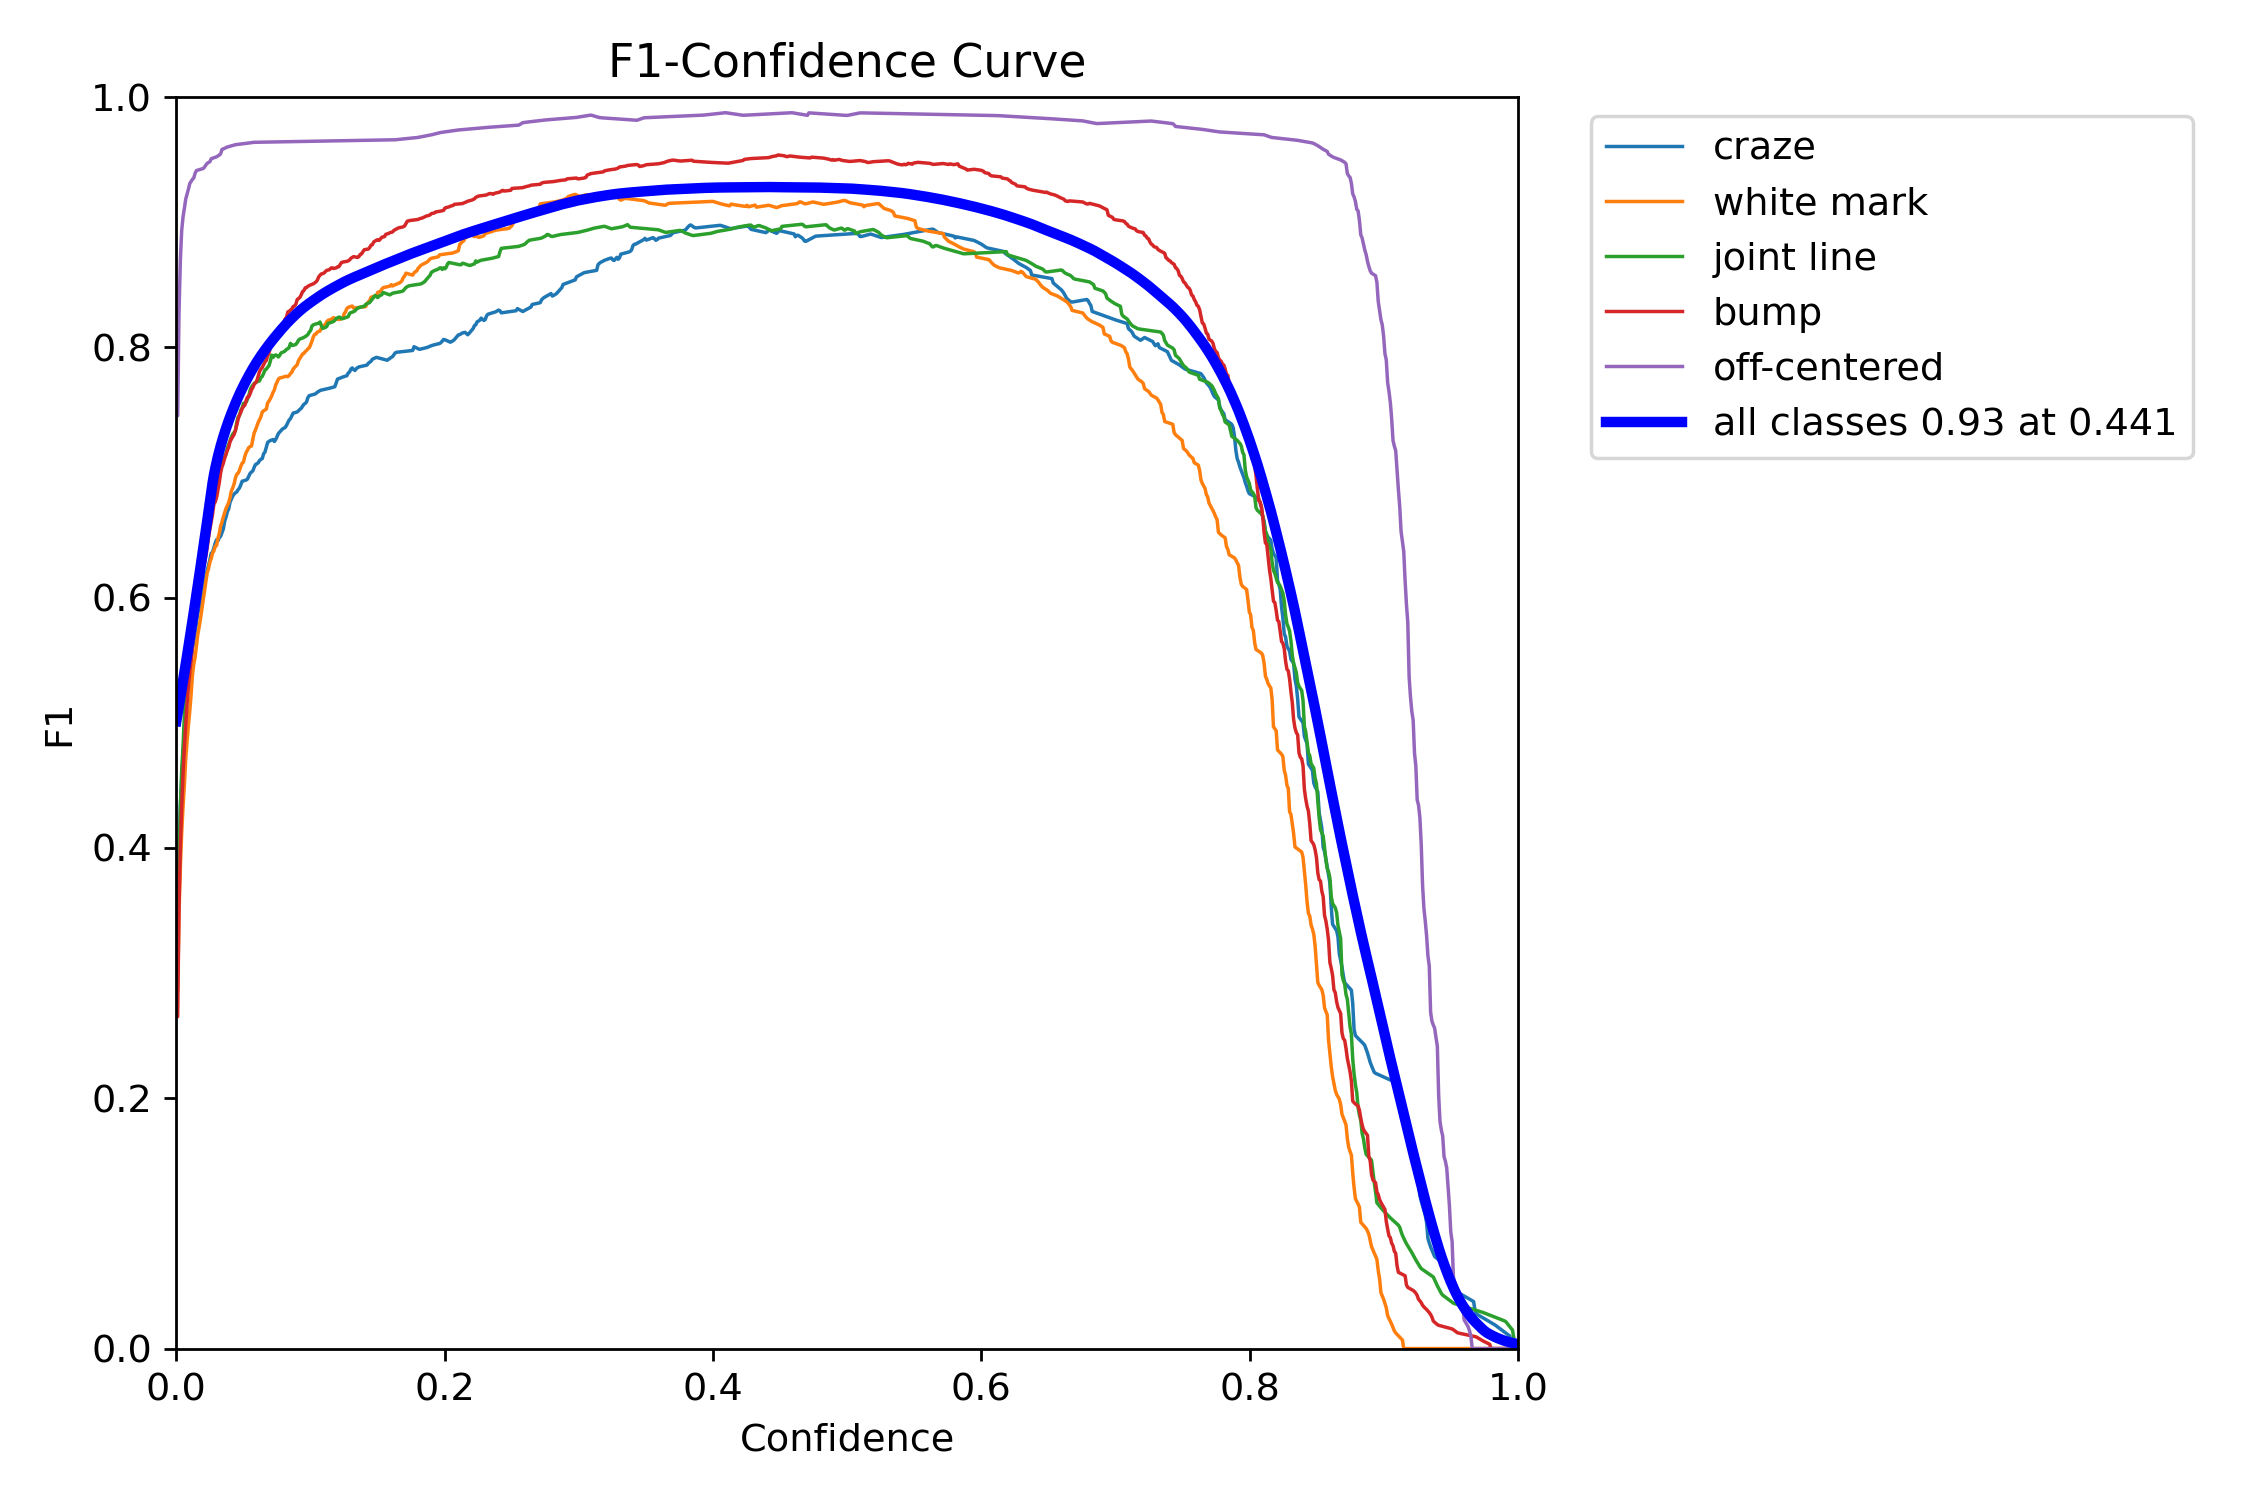 F1-Confidence Curve
1.0
0.8
0.6
0.4
0.2
0.0
F1
0.0 0.2 0.4 0.6 0.8 1.0
Confidence
craze
white mark
joint line
bump
off-centered
all classes 0.93 at 0.441